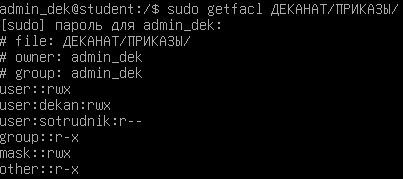 admin_dek@student:/$ sudo getfacl ДЕКАНАТ/ПРИКАЗЫ/
[sudo] пароль для admin_dek:
# file: ДЕКАНАТ/ПРИКАЗЫ/
# owner: admin_dek
# group: admin_dek
user::rwx
user:dekan:rwx
user:sotrudnik:r--
group::r-x
mask::rwx
other::r-x